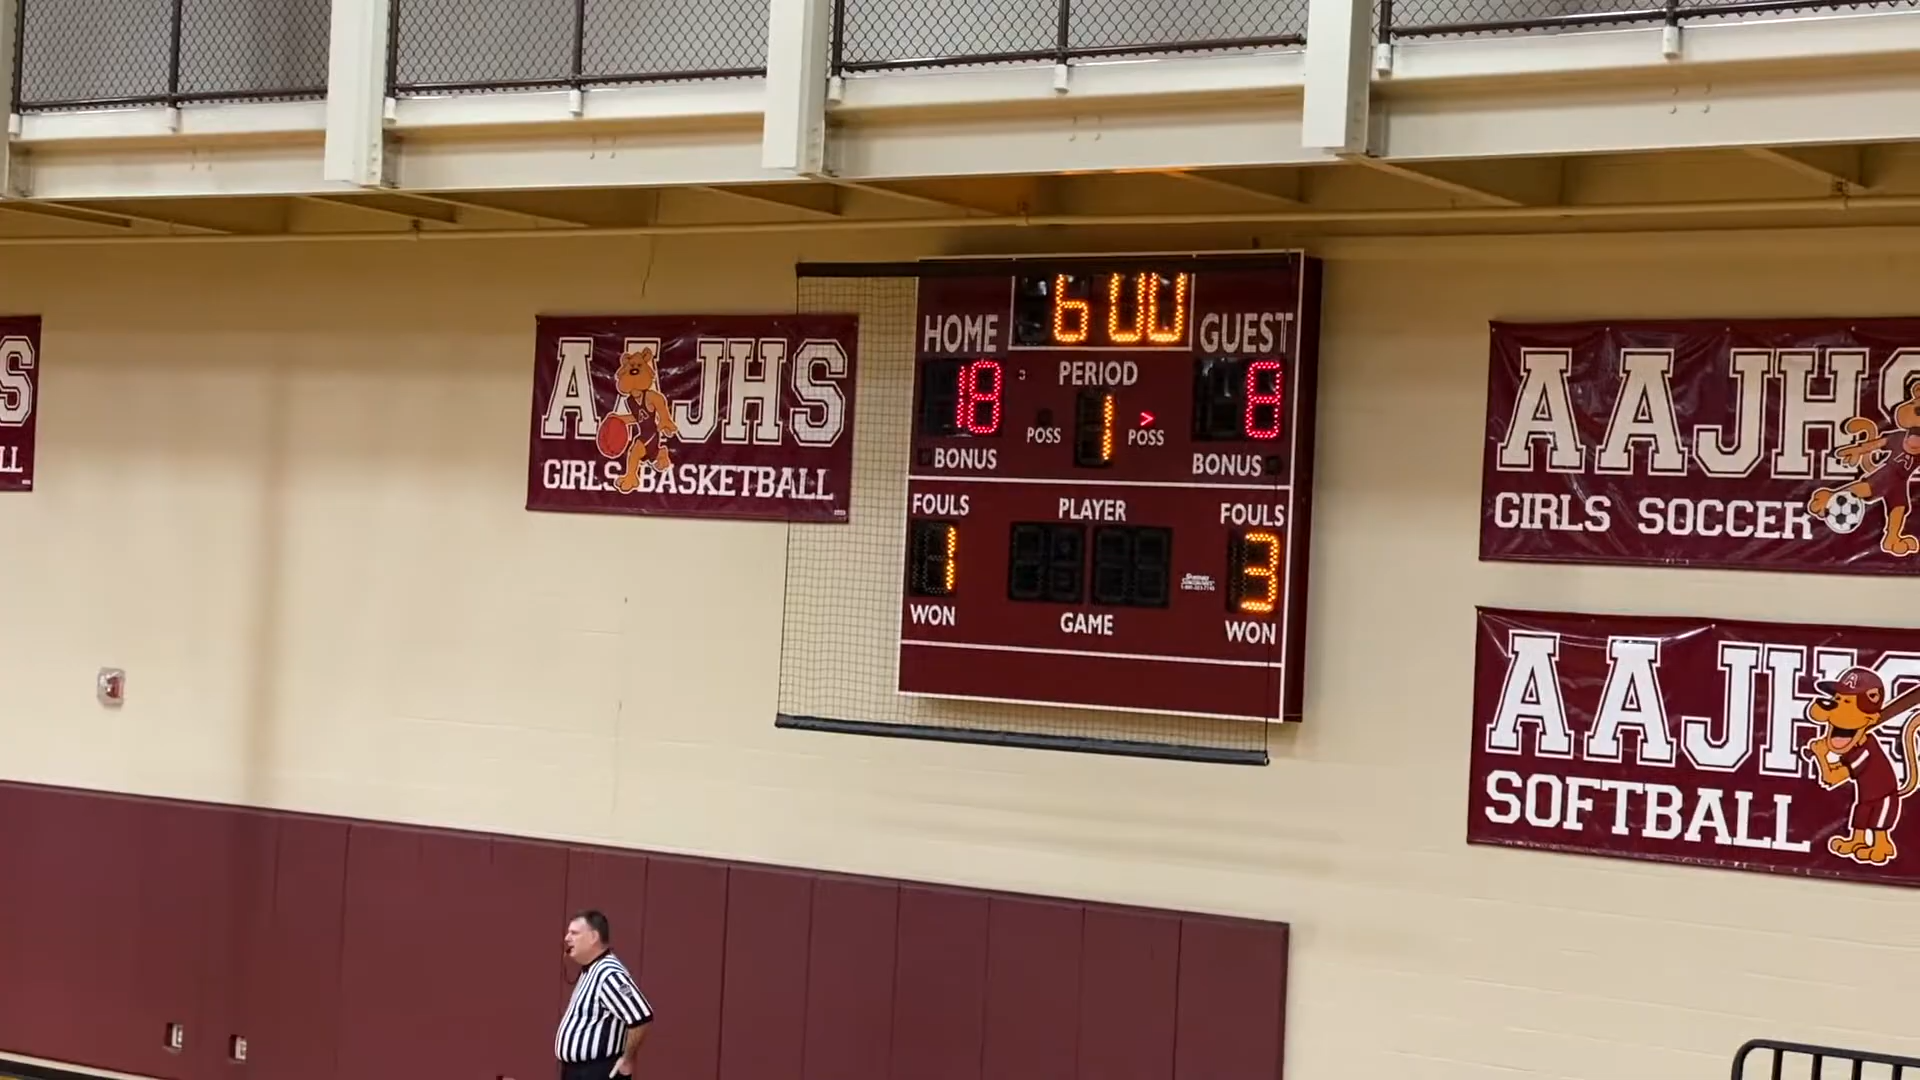 6 00
HOME
GUEST
18
PERIOD
8
POSS
1
>
POSS
BONUS
BONUS
FOULS
PLAYER
FOULS
1
3
WON
GAME
WON
S
LL
AAJHS
GIRLS BASKETBALL
AAJHS
GIRLS SOCCER
AAJHS
SOFTBALL